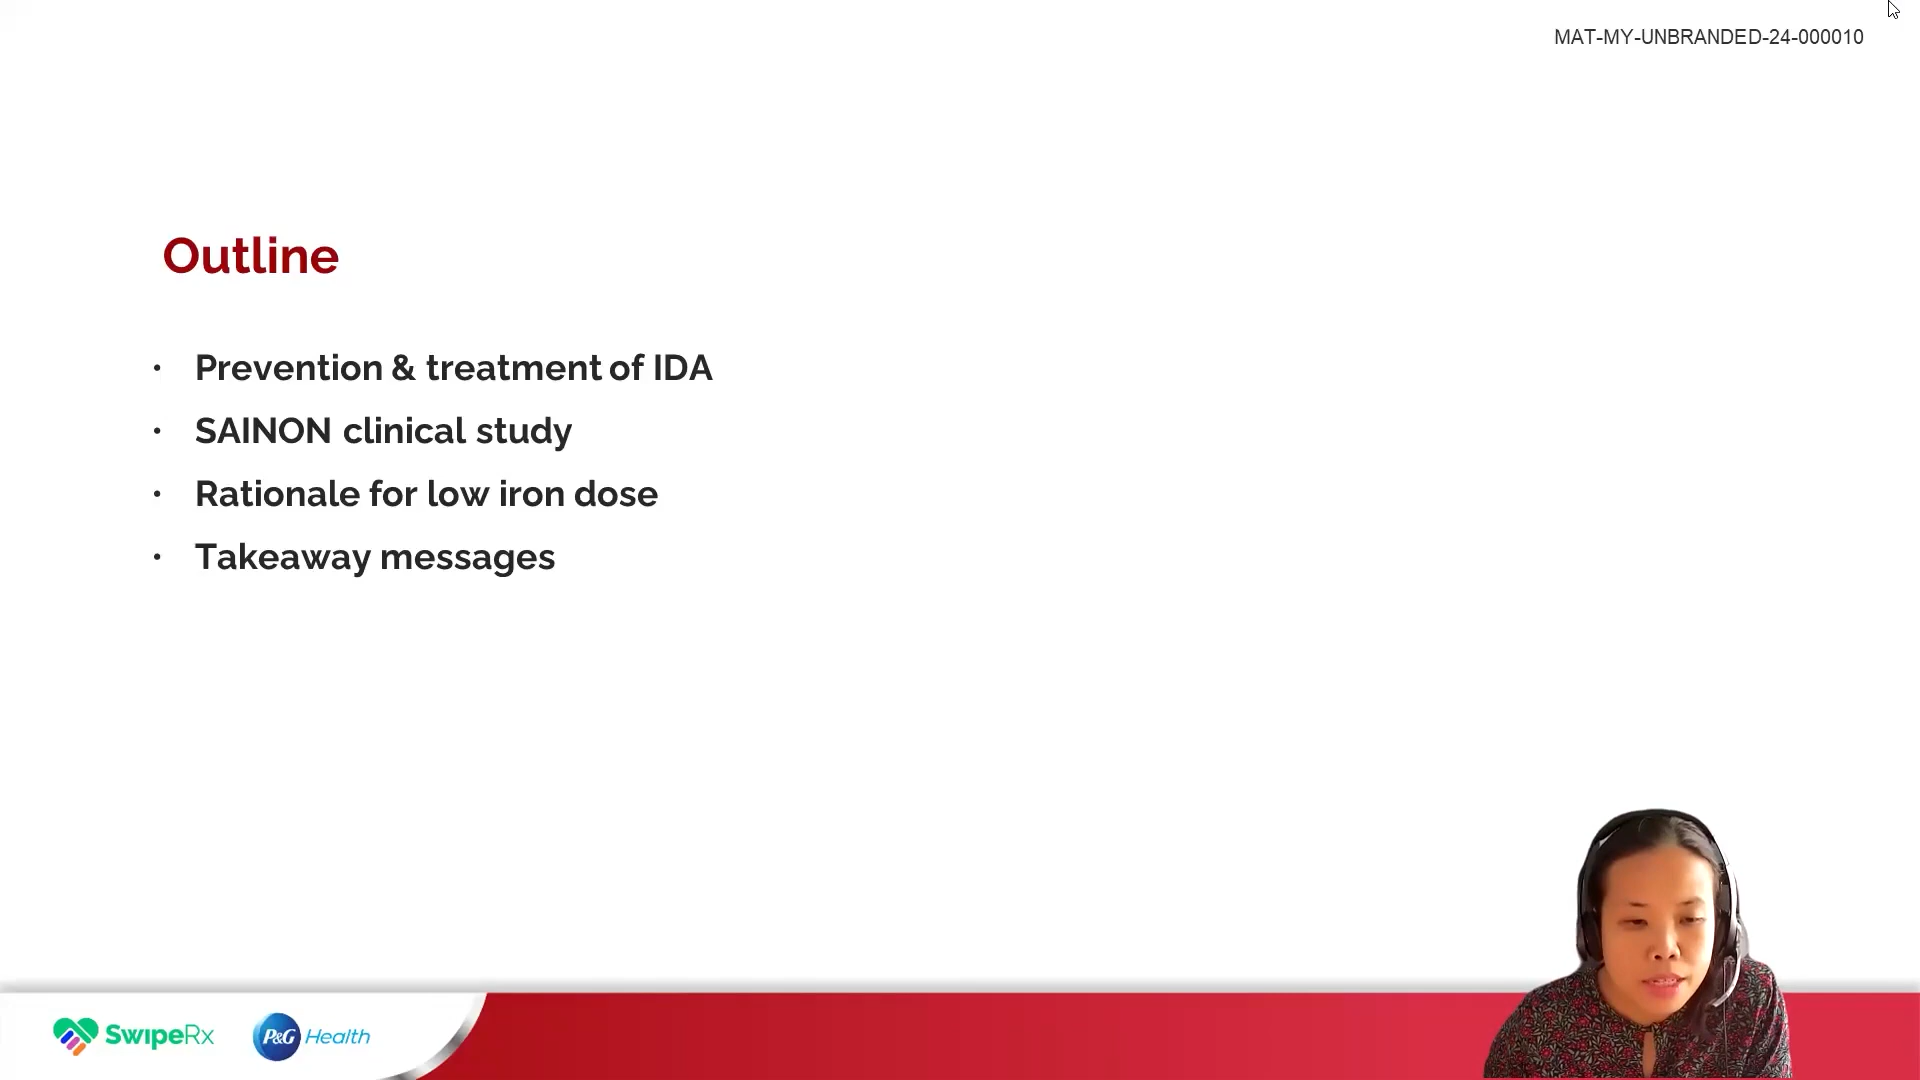 MAT-MY-UNBRANDED-24-000010
Outline
• Prevention & treatment of IDA
• SAINON clinical study
• Rationale for low iron dose
• Takeaway messages
SwipeRx P&G Health